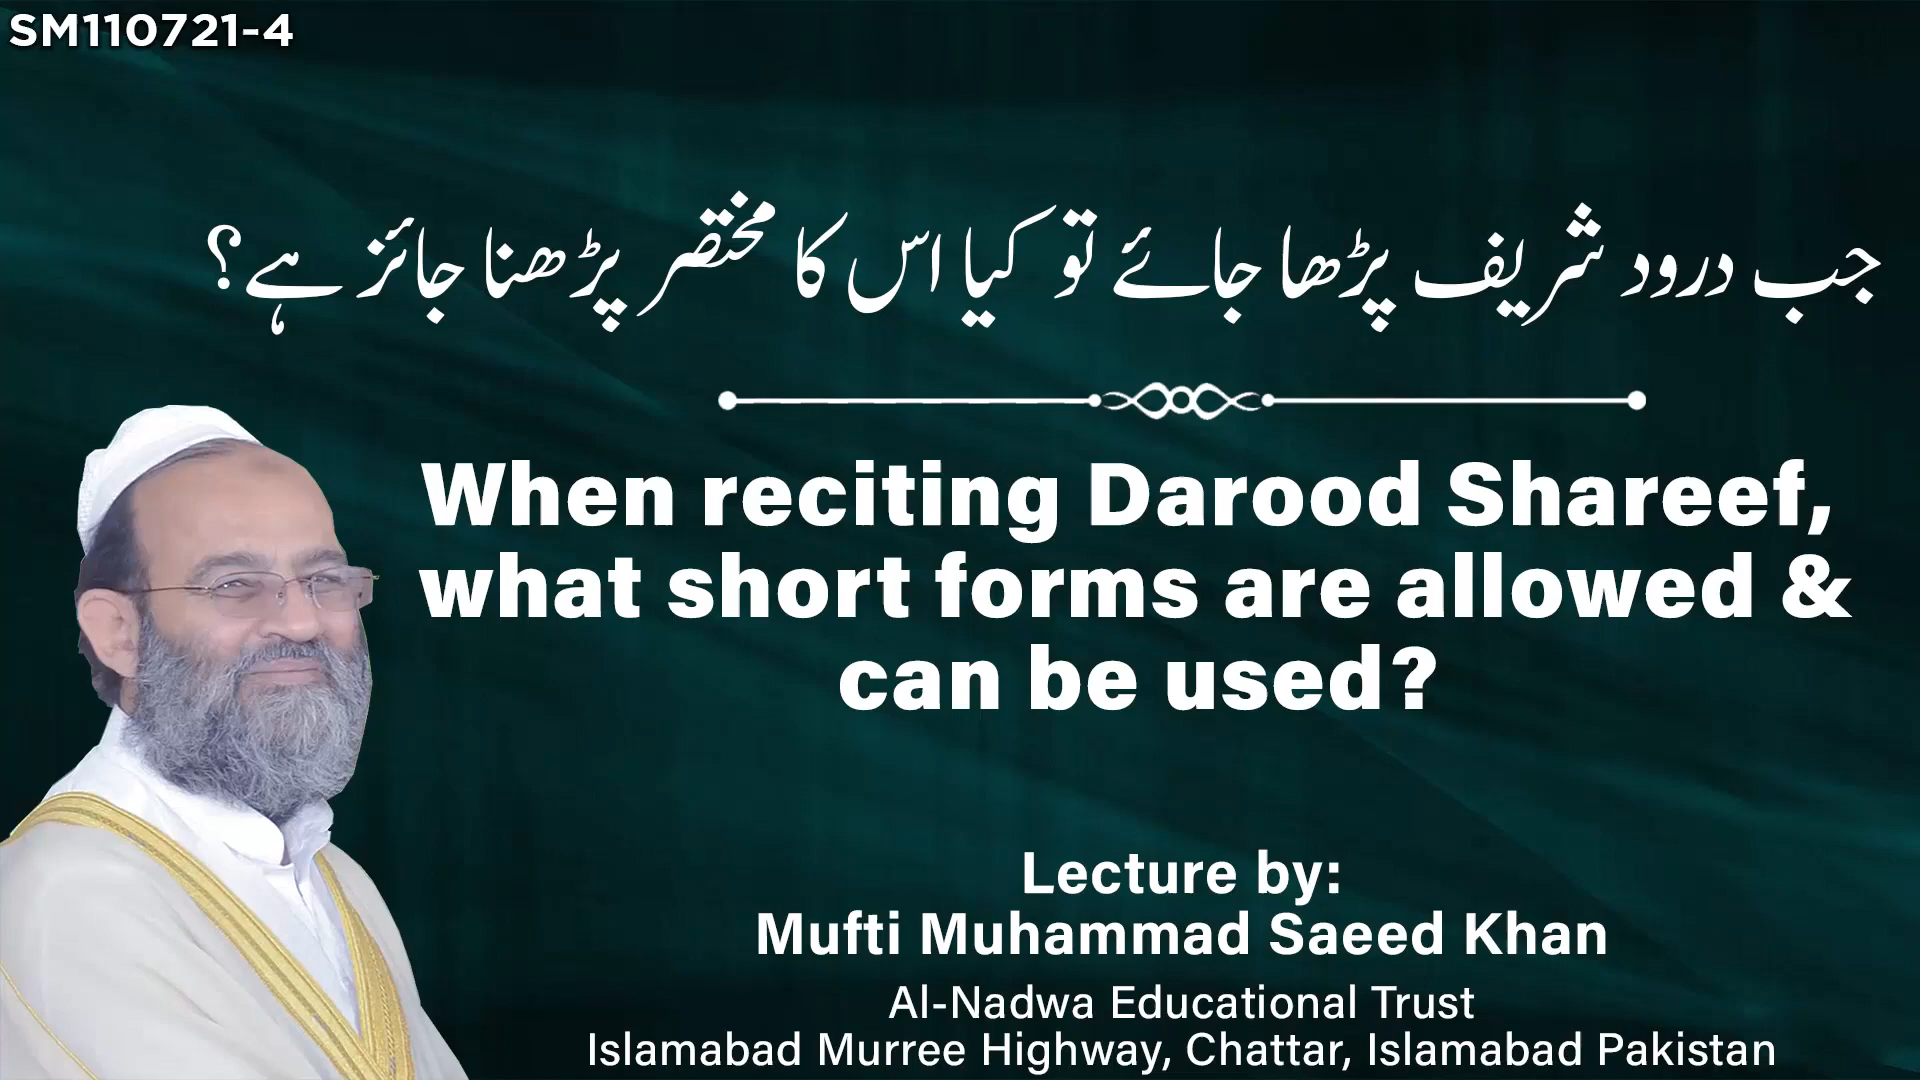 SM110721-4
جب درود شریف پڑھا جائے تو کیا اس کا مختصر پڑھنا جائز ہے؟
When reciting Darood Shareef,
what short forms are allowed &
can be used?
Lecture by:
Mufti Muhammad Saeed Khan
Al-Nadwa Educational Trust
Islamabad Murree Highway, Chattar, Islamabad Pakistan